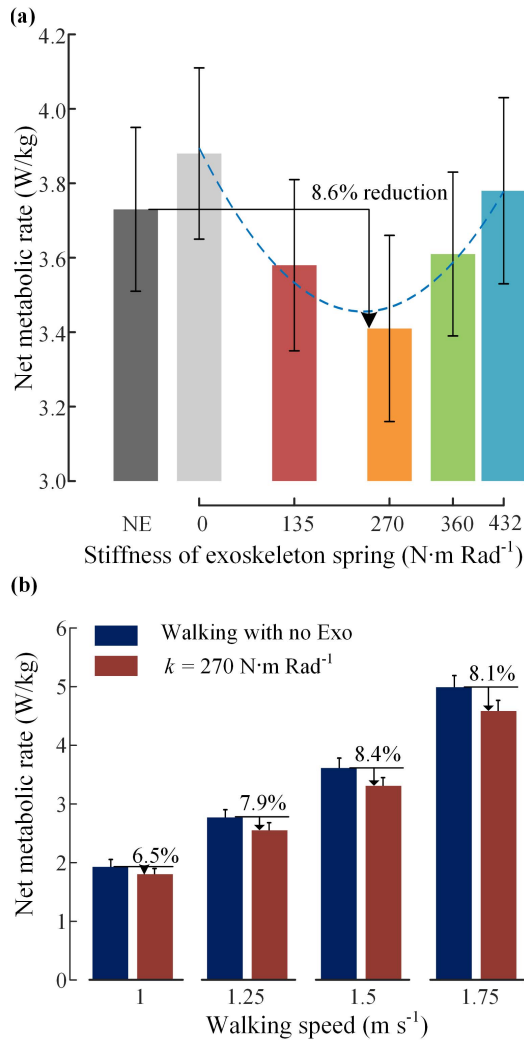 (a)
4.2
4.0
3.8
3.6
3.4
3.2
3.0
Net metabolic rate (W/kg)
8.6% reduction
NE 0 135 270 360 432
Stiffness of exoskeleton spring (N·m Rad⁻¹)
(b)
6
5
4
3
2
1
0
Net metabolic rate (W/kg)
Walking with no Exo
k = 270 N·m Rad⁻¹
6.5%
7.9%
8.4%
8.1%
1 1.25 1.5 1.75
Walking speed (m s⁻¹)